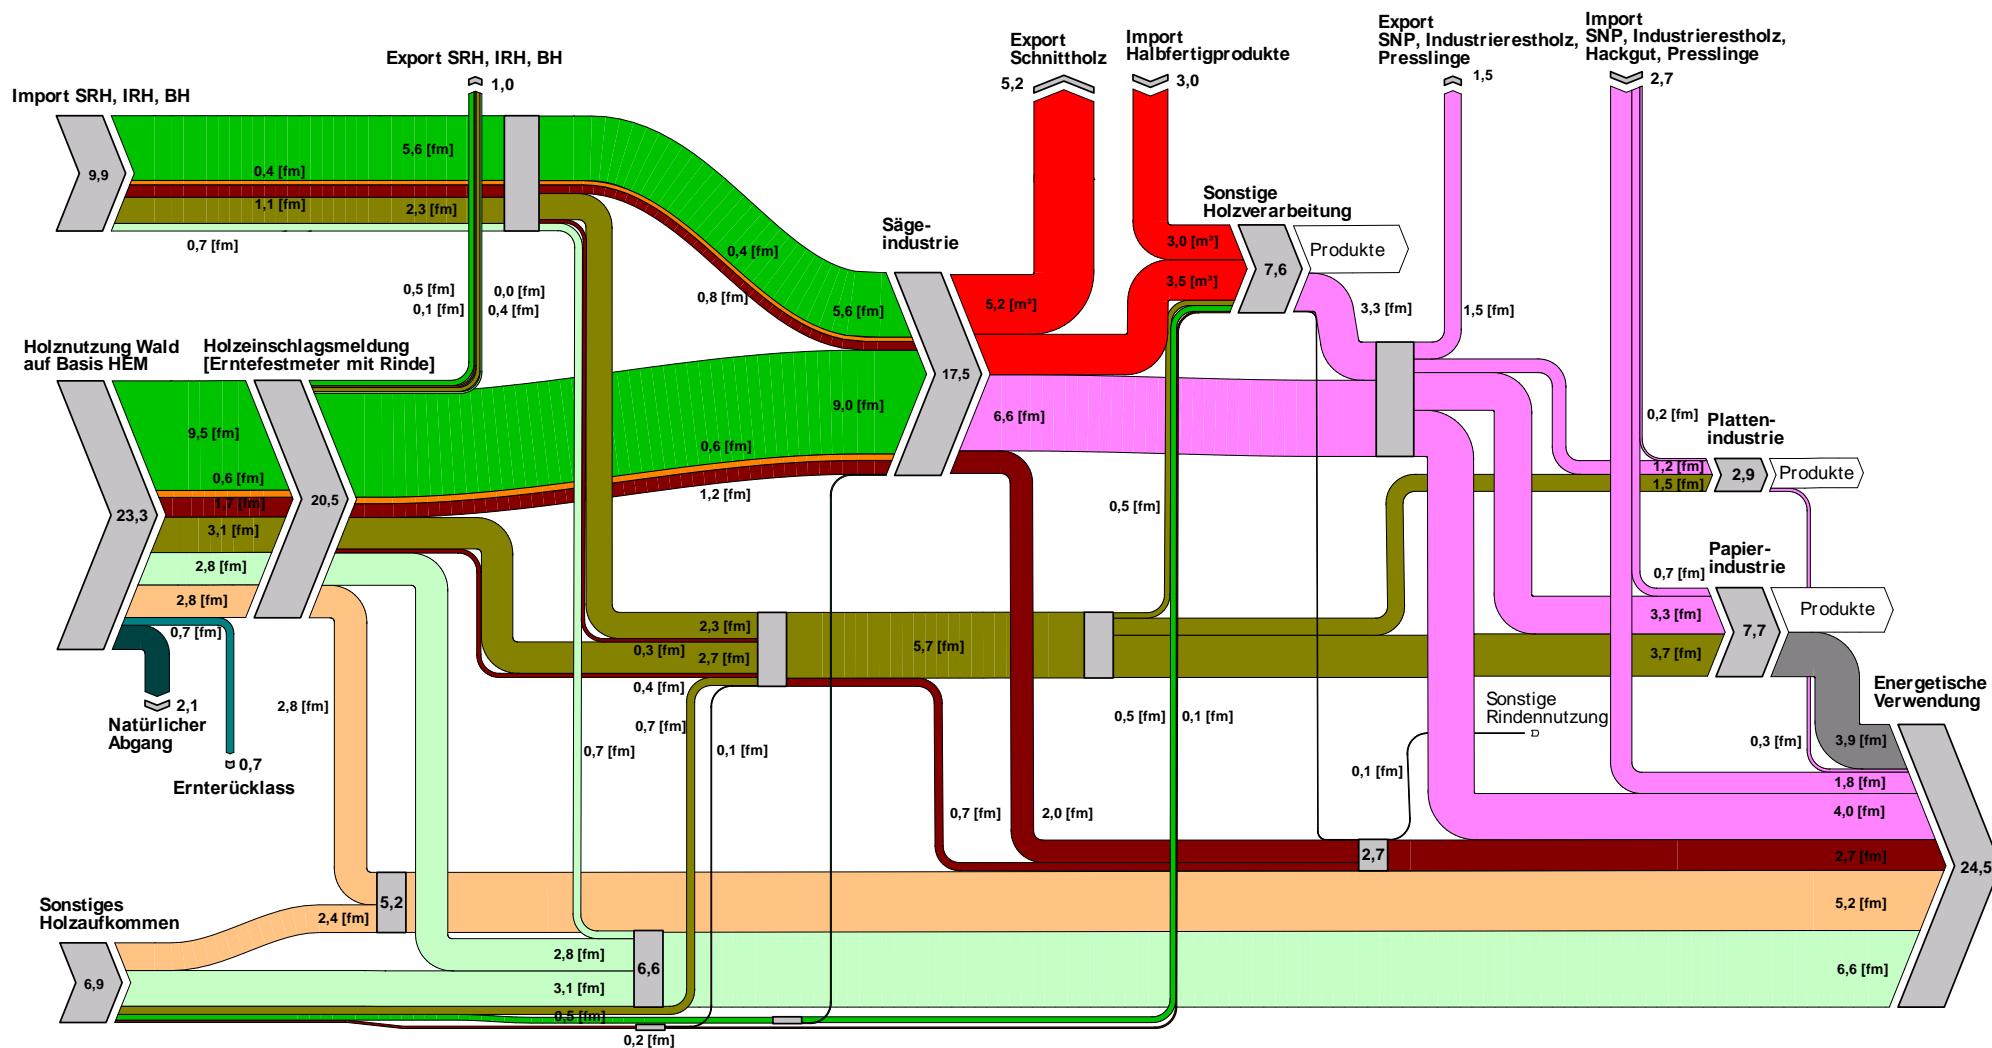 Export
SNP, Industrierestholz,
Presslinge
1,5
Import
SNP, Industrierestholz,
Hackgut, Presslinge
2,7
Export
Schnittholz
5,2
Import
Halbfertigprodukte
3,0
Export SRH, IRH, BH
1,0
Import SRH, IRH, BH
9,9
5,6 [fm]
0,4 [fm]
1,1 [fm]
2,3 [fm]
0,7 [fm]
0,5 [fm]
0,1 [fm]
0,0 [fm]
0,4 [fm]
0,4 [fm]
0,8 [fm]
Säge-
industrie
17,5
5,6 [fm]
9,0 [fm]
0,6 [fm]
1,2 [fm]
5,2 [m³]
3,0 [m³]
3,5 [m³]
6,6 [fm]
Sonstige
Holzverarbeitung
7,6
Produkte
3,3 [fm]
1,5 [fm]
Holznutzung Wald
auf Basis HEM
23,3
Holzeinschlagsmeldung
[Erntefestmeter mit Rinde]
20,5
9,5 [fm]
0,6 [fm]
1,7 [fm]
3,1 [fm]
2,8 [fm]
2,8 [fm]
0,7 [fm]
2,1
Natürlicher
Abgang
0,7
Ernterücklass
2,8 [fm]
0,2 [fm]
Platten-
industrie
1,2 [fm]
1,5 [fm]
2,9
Produkte
0,5 [fm]
Papier-
industrie
0,7 [fm]
3,3 [fm]
3,7 [fm]
7,7
Produkte
2,3 [fm]
0,3 [fm]
2,7 [fm]
0,4 [fm]
5,7 [fm]
0,7 [fm]
0,1 [fm]
0,7 [fm]
0,5 [fm]
0,1 [fm]
Sonstige
Rindennutzung
0,1 [fm]
0,7 [fm]
2,0 [fm]
2,7
Energetische
Verwendung
0,3 [fm]
3,9 [fm]
1,8 [fm]
4,0 [fm]
2,7 [fm]
5,2 [fm]
6,6 [fm]
24,5
Sonstiges
Holzaufkommen
6,9
2,4 [fm]
5,2
2,8 [fm]
3,1 [fm]
6,6
0,5 [fm]
0,2 [fm]